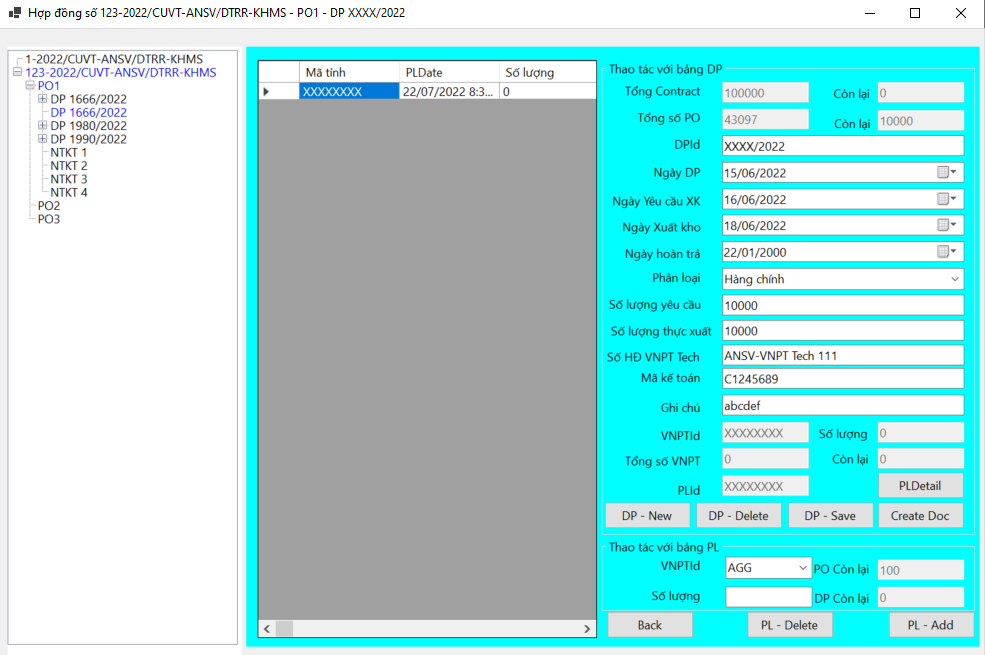 Hợp đồng số 123-2022/CUVT-ANSV/DTRR-KHMS - PO1 - DP XXXX/2022
1-2022/CUVT-ANSV/DTRR-KHMS
123-2022/CUVT-ANSV/DTRR-KHMS
PO1
DP 1666/2022
DP 1666/2022
DP 1980/2022
DP 1990/2022
NTKT 1
NTKT 2
NTKT 3
NTKT 4
PO2
PO3
Mã tỉnh PLDate Số lượng
XXXXXXXX 22/07/2022 8:3... 0
Thao tác với bảng DP
Tổng Contract 100000 Còn lại 0
Tổng số PO 43097 Còn lại 10000
DPId XXXX/2022
Ngày DP 15/06/2022
Ngày Yêu cầu XK 16/06/2022
Ngày Xuất kho 18/06/2022
Ngày hoàn trả 22/01/2000
Phân loại Hàng chính
Số lượng yêu cầu 10000
Số lượng thực xuất 10000
Số HĐ VNPT Tech ANSV-VNPT Tech 111
Mã kế toán C1245689
Ghi chú abcdef
VNPTId XXXXXXXX Số lượng 0
Tổng số VNPT 0 Còn lại 0
PLId XXXXXXXX PLDetail
DP - New DP - Delete DP - Save Create Doc
Thao tác với bảng PL
VNPTId AGG PO Còn lại 100
Số lượng DP Còn lại 0
Back PL - Delete PL - Add